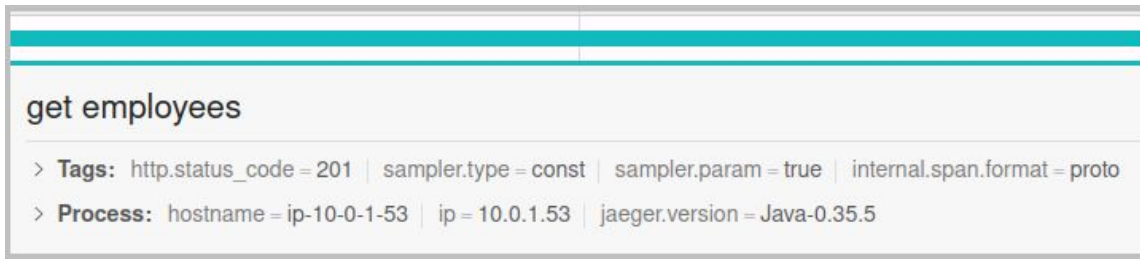 get employees
> Tags: http.status_code = 201 | sampler.type = const | sampler.param = true | internal.span.format = proto
> Process: hostname = ip-10-0-1-53 | ip = 10.0.1.53 | jaeger.version = Java-0.35.5